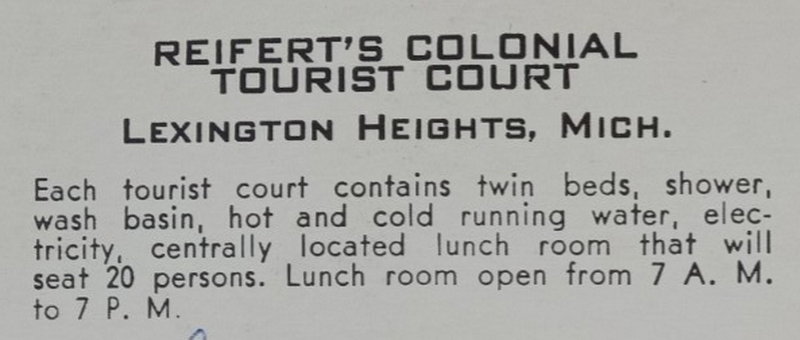 REIFERT'S COLONIAL
TOURIST COURT
LEXINGTON HEIGHTS, MICH.
Each tourist court contains twin beds, shower,
wash basin, hot and cold running water, elec-
tricity, centrally located lunch room that will
seat 20 persons. Lunch room open from 7 A. M.
to 7 P. M.